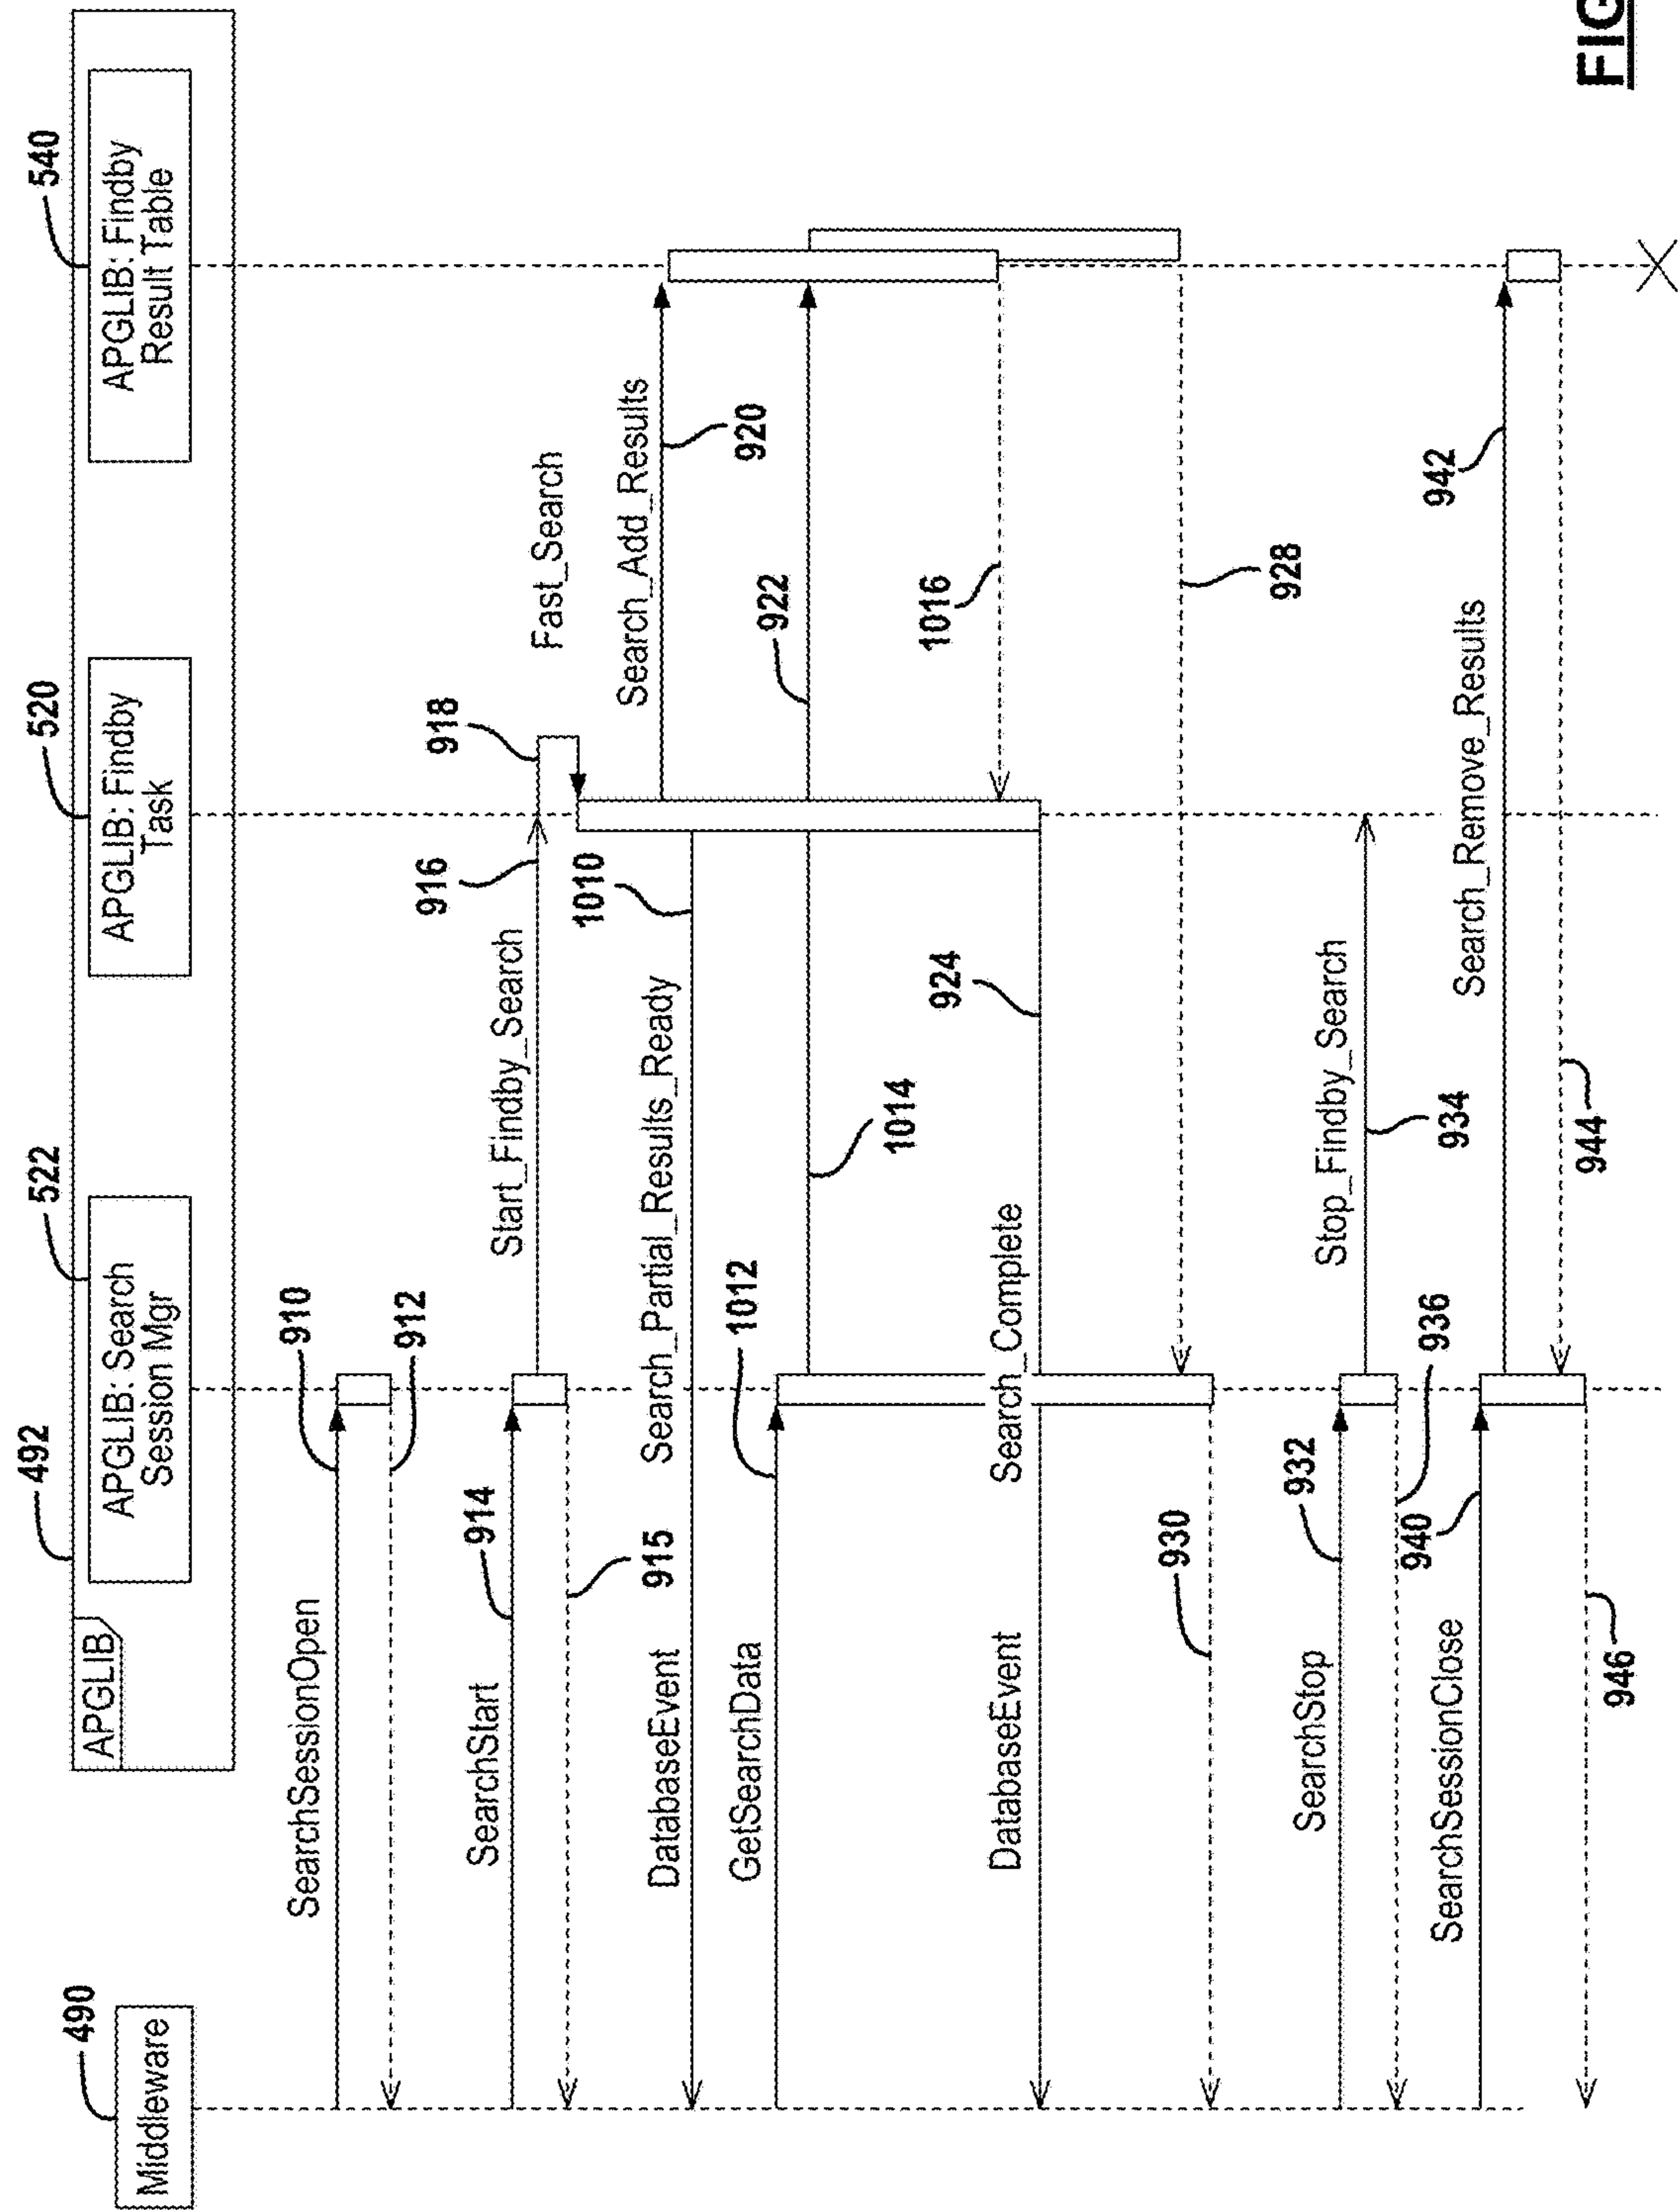 490
Middleware
492
APGLIB
522
APGLIB: Search
Session Mgr
520
APGLIB: Findby
Task
540
APGLIB: Findby
Result Table
SearchSessionOpen
910
912
SearchStart
914
915
Start_Findby_Search
916
918
Fast_Search
Search_Add_Results
920
DatabaseEvent
Search_Partial_Results_Ready
1010
GetSearchData
1012
1014
922
1016
DatabaseEvent
Search_Complete
924
928
930
SearchStop
932
Stop_Findby_Search
934
936
SearchSessionClose
940
Search_Remove_Results
942
944
946
FIG